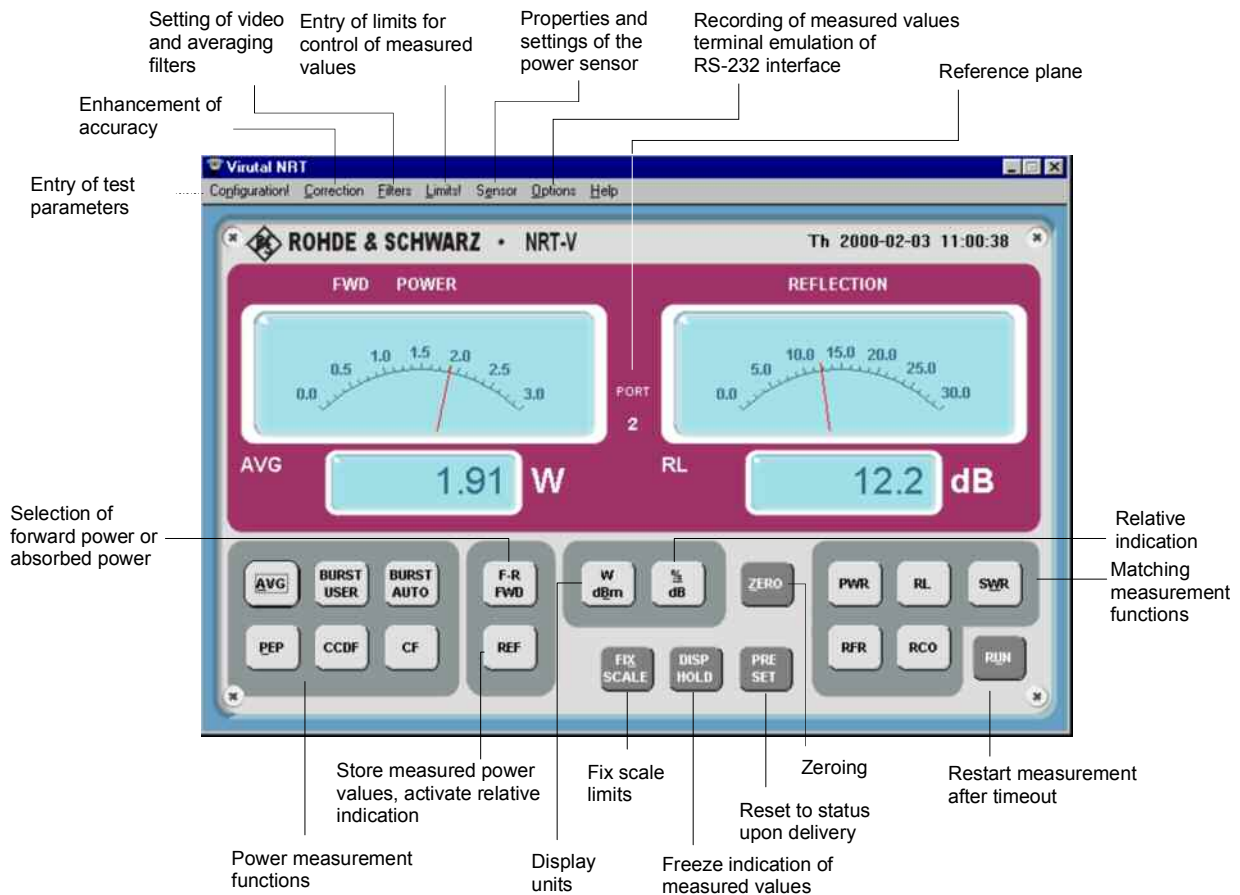 Setting of video
and averaging
filters
Entry of limits for
control of measured
values
Properties and
settings of the
power sensor
Recording of measured values
terminal emulation of
RS-232 interface
Reference plane
Enhancement of
accuracy
Entry of test
parameters
Virutal NRT
Configuration! Correction Filters Limits! Sensor Options Help
ROHDE & SCHWARZ · NRT-V
Th 2000-02-03 11:00:38
FWD POWER
REFLECTION
0.0 0.5 1.0 1.5 2.0 2.5 3.0
PORT
2
0.0 5.0 10.0 15.0 20.0 25.0 30.0
AVG
1.91 W
RL
12.2 dB
Selection of
forward power or
absorbed power
Relative
indication
Matching
measurement
functions
AVG
BURST
USER
BURST
AUTO
F-R
FWD
W
dBm
%
dB
ZERO
PWR
RL
SWR
PEP
CCDF
CF
REF
FIX
SCALE
DISP
HOLD
PRE
SET
RFR
RCO
RUN
Store measured power
values, activate relative
indication
Fix scale
limits
Zeroing
Restart measurement
after timeout
Reset to status
upon delivery
Power measurement
functions
Display
units
Freeze indication of
measured values